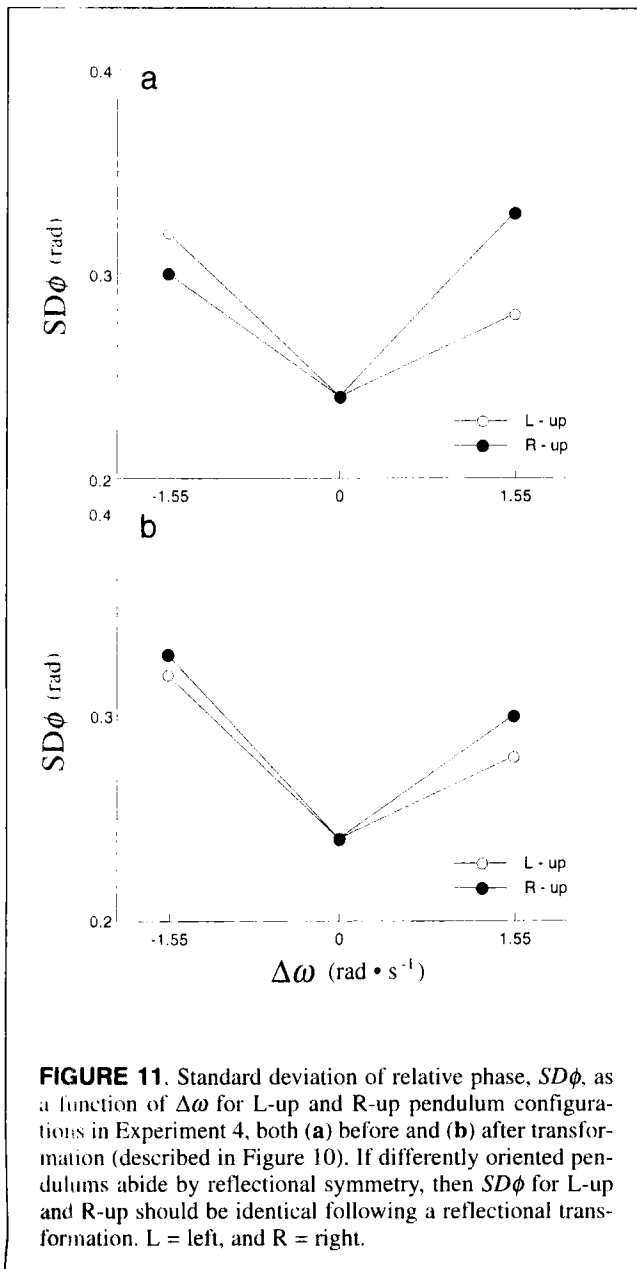 0.4
a
0.3
SDϕ (rad)
L - up
R - up
0.2
-1.55 0 1.55
0.4
b
0.3
SDϕ (rad)
L - up
R - up
0.2
-1.55 0 1.55
Δω (rad • s⁻¹)
FIGURE 11. Standard deviation of relative phase, SDϕ, as
a function of Δω for L-up and R-up pendulum configura-
tions in Experiment 4, both (a) before and (b) after transfor-
mation (described in Figure 10). If differently oriented pen-
dulums abide by reflectional symmetry, then SDϕ for L-up
and R-up should be identical following a reflectional trans-
formation. L = left, and R = right.